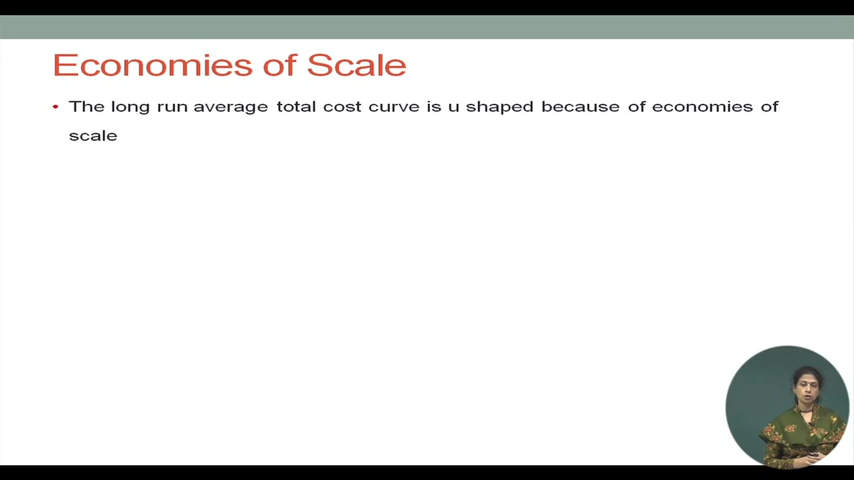 Economies of Scale
• The long run average total cost curve is u shaped because of economies of
scale